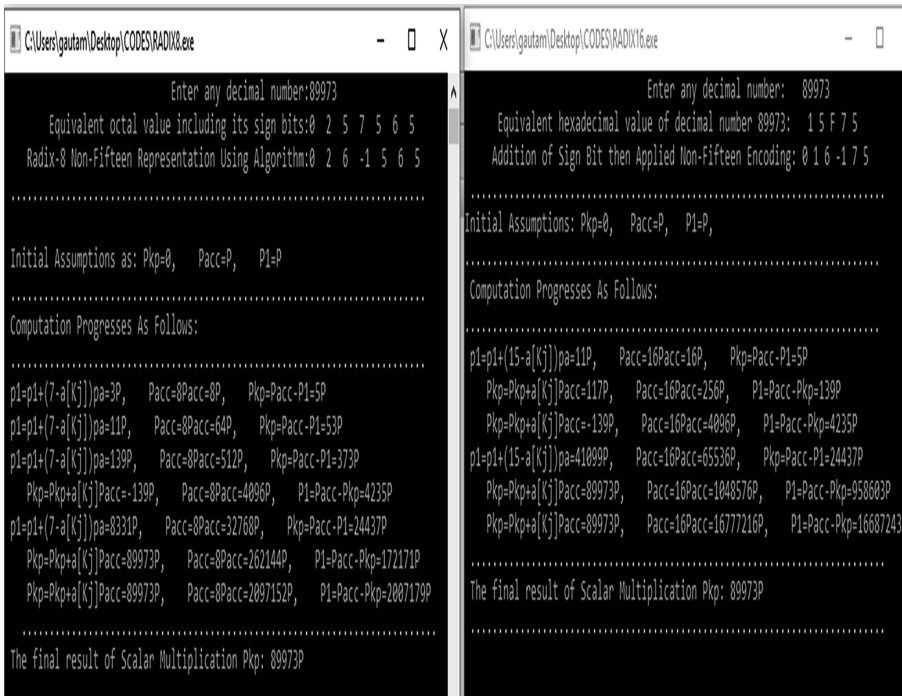 C:\Users\gautam\Desktop\CODES\RADIX8.exe
Enter any decimal number:89973
Equivalent octal value including its sign bits:0 2 5 7 5 6 5
Radix-8 Non-Fifteen Representation Using Algorithm:0 2 6 -1 5 6 5
Initial Assumptions as: Pkp=0, Pacc=P, P1=P
Computation Progresses As Follows:
p1=p1+(7-a[Kj])pa=3P, Pacc=8Pacc=8P, Pkp=Pacc-P1=5P
p1=p1+(7-a[Kj])pa=11P, Pacc=8Pacc=64P, Pkp=Pacc-P1=53P
p1=p1+(7-a[Kj])pa=139P, Pacc=8Pacc=512P, Pkp=Pacc-P1=373P
Pkp=Pkp+a[Kj]Pacc=-139P, Pacc=8Pacc=4096P, P1=Pacc-Pkp=4235P
p1=p1+(7-a[Kj])pa=8331P, Pacc=8Pacc=32768P, Pkp=Pacc-P1=24437P
Pkp=Pkp+a[Kj]Pacc=89973P, Pacc=8Pacc=262144P, P1=Pacc-Pkp=172171P
Pkp=Pkp+a[Kj]Pacc=89973P, Pacc=8Pacc=2097152P, P1=Pacc-Pkp=2007179P
The final result of Scalar Multiplication Pkp: 89973P
C:\Users\gautam\Desktop\CODES\RADIX16.exe
Enter any decimal number: 89973
Equivalent hexadecimal value of decimal number 89973: 1 5 F 7 5
Addition of Sign Bit then Applied Non-Fifteen Encoding: 0 1 6 -1 7 5
Initial Assumptions: Pkp=0, Pacc=P, P1=P,
Computation Progresses As Follows:
p1=p1+(15-a[Kj])pa=11P, Pacc=16Pacc=16P, Pkp=Pacc-P1=5P
Pkp=Pkp+a[Kj]Pacc=117P, Pacc=16Pacc=256P, P1=Pacc-Pkp=139P
Pkp=Pkp+a[Kj]Pacc=-139P, Pacc=16Pacc=4096P, P1=Pacc-Pkp=4235P
p1=p1+(15-a[Kj])pa=41099P, Pacc=16Pacc=65536P, Pkp=Pacc-P1=24437P
Pkp=Pkp+a[Kj]Pacc=89973P, Pacc=16Pacc=1048576P, P1=Pacc-Pkp=958603P
Pkp=Pkp+a[Kj]Pacc=89973P, Pacc=16Pacc=16777216P, P1=Pacc-Pkp=16687243
The final result of Scalar Multiplication Pkp: 89973P